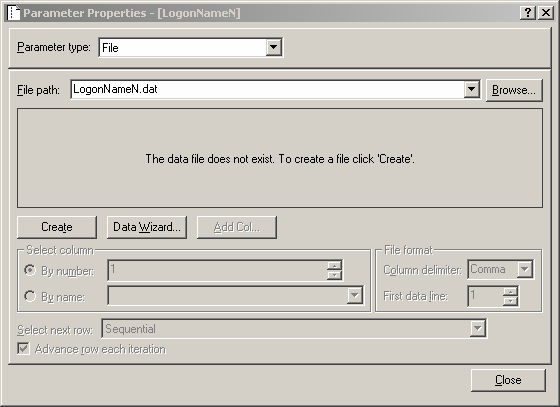 Parameter Properties - [LogonNameN]
Parameter type: File
File path: LogonNameN.dat Browse...
The data file does not exist. To create a file click 'Create'.
Create Data Wizard... Add Col...
Select column File format
By number: 1 Column delimiter: Comma
By name: First data line: 1
Select next row: Sequential
Advance row each iteration
Close